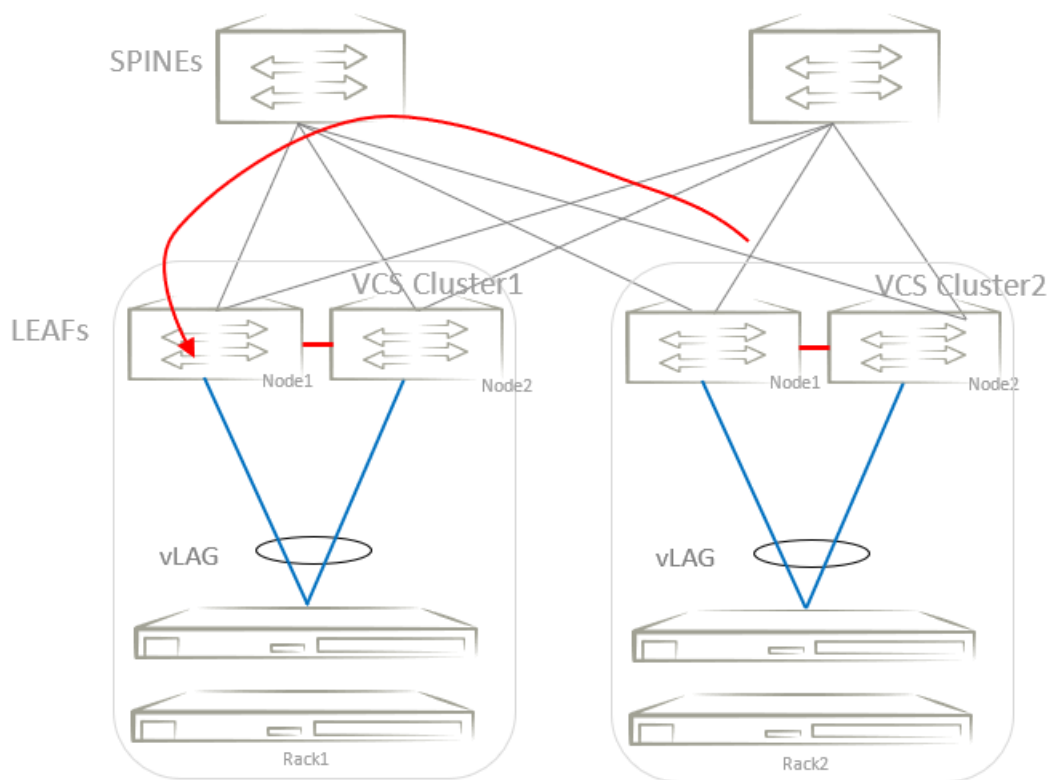 SPINEs
VCS Cluster1
VCS Cluster2
LEAFs
Node1
Node2
Node1
Node2
vLAG
vLAG
Rack1
Rack2